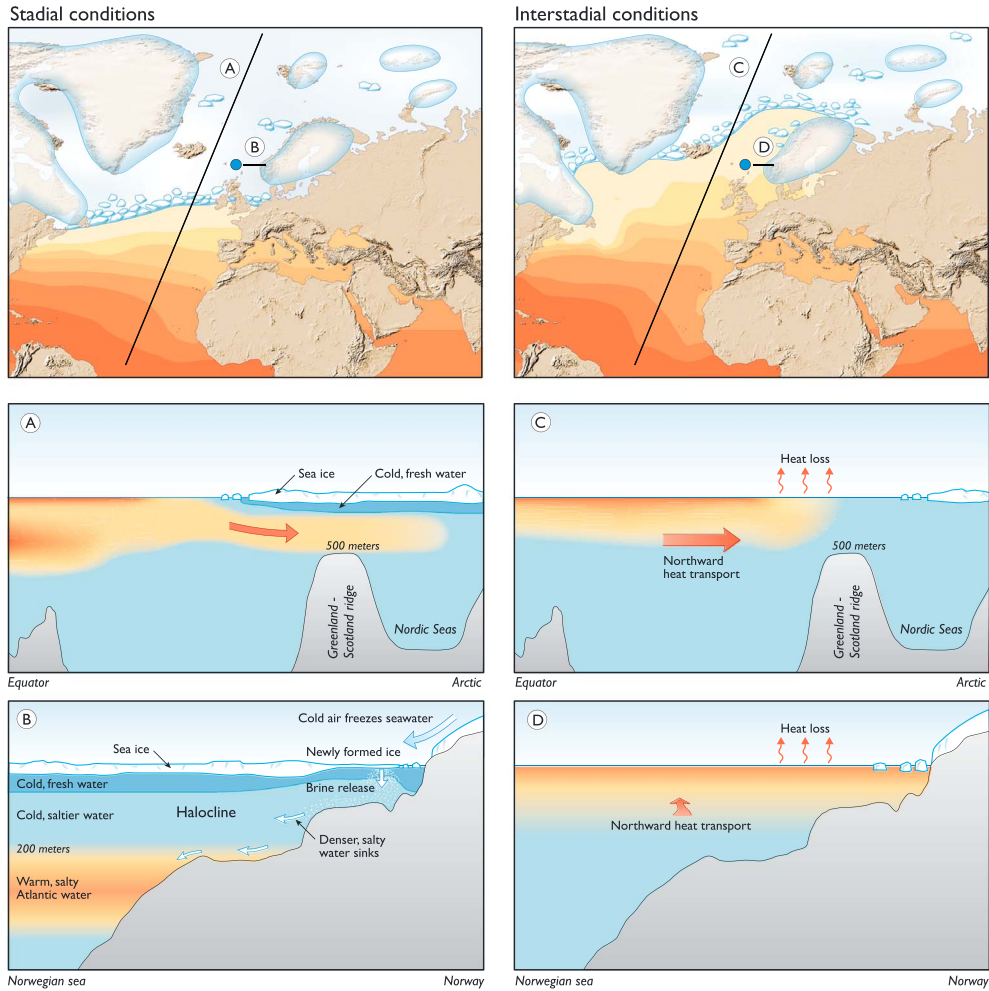 Stadial conditions
Interstadial conditions
A
B
C
D
A
Sea ice
Cold, fresh water
500 meters
Greenland -
Scotland ridge
Nordic Seas
Equator
Arctic
C
Heat loss
Northward
heat transport
500 meters
Greenland -
Scotland ridge
Nordic Seas
Equator
Arctic
B
Cold air freezes seawater
Sea ice
Newly formed ice
Cold, fresh water
Brine release
Cold, saltier water
Halocline
Denser, salty
water sinks
200 meters
Warm, salty
Atlantic water
Norwegian sea
Norway
D
Heat loss
Northward heat transport
Norwegian sea
Norway